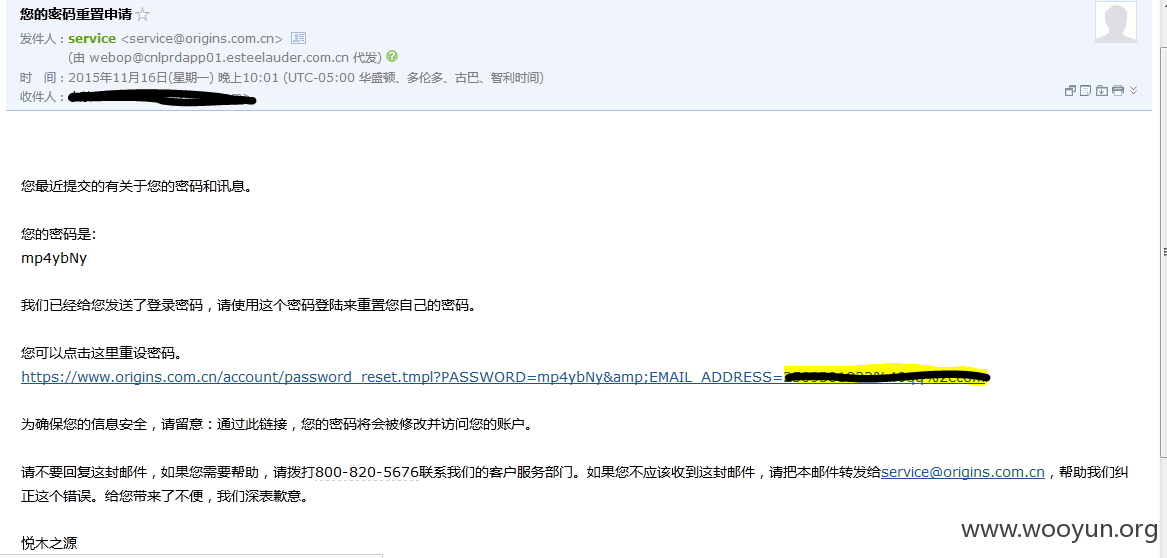 您的密码重置申请
发件人：service <service@origins.com.cn>
(由 webop@cnlprdapp01.esteelauder.com.cn 代发)
时 间：2015年11月16日(星期一) 晚上10:01 (UTC-05:00 华盛顿、多伦多、古巴、智利时间)
收件人：
您最近提交的有关于您的密码和讯息。
您的密码是:
mp4ybNy
我们已经给您发送了登录密码，请使用这个密码登陆来重置您自己的密码。
您可以点击这里重设密码。
https://www.origins.com.cn/account/password_reset.tmpl?PASSWORD=mp4ybNy&amp;EMAIL_ADDRESS=
为确保您的信息安全，请留意：通过此链接，您的密码将会被修改并访问您的账户。
请不要回复这封邮件，如果您需要帮助，请拨打800-820-5676联系我们的客户服务部门。如果您不应该收到这封邮件，请把本邮件转发给service@origins.com.cn，帮助我们纠
正这个错误。给您带来了不便，我们深表歉意。
悦木之源
www.wooyun.org